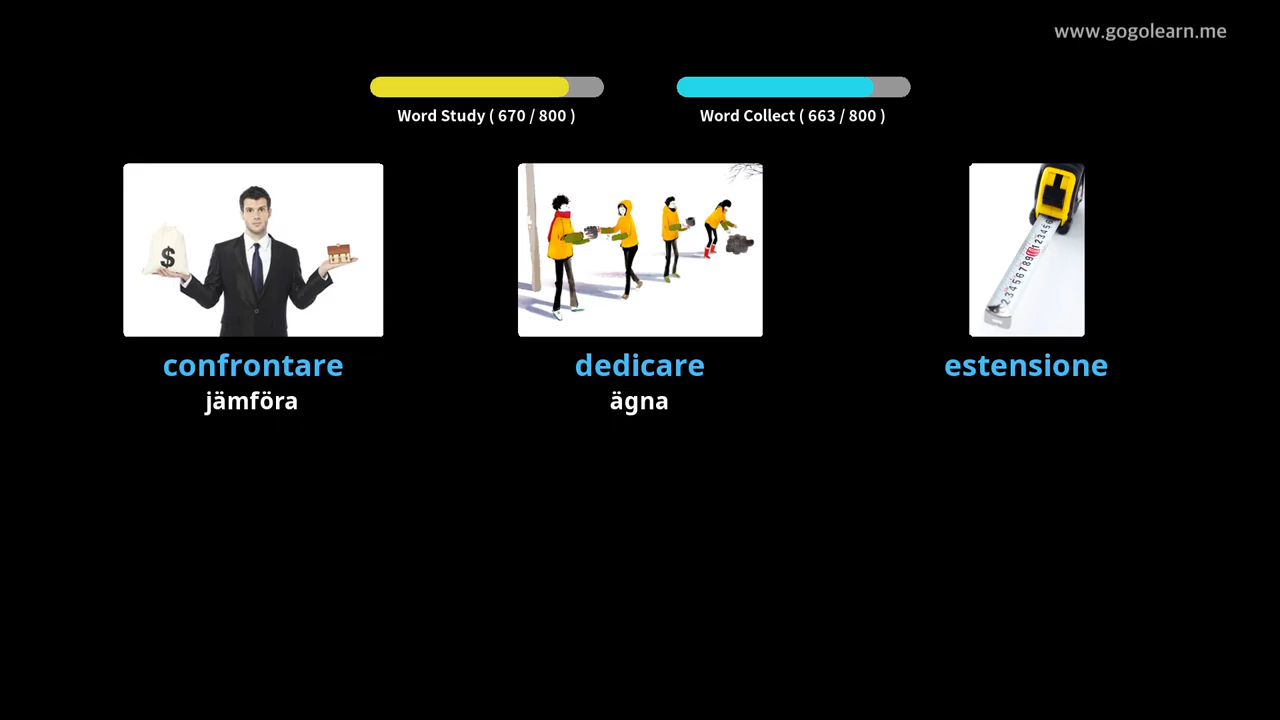 www.gogolearn.me
Word Study ( 670 / 800 )
Word Collect ( 663 / 800 )
$
confrontare
dedicare
estensione
jämföra
ägna